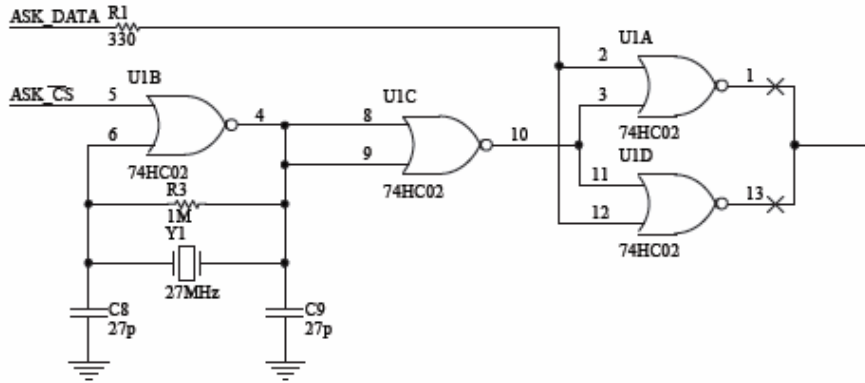 ASK_DATA
R1
330
U1A
2
1
3
74HC02
U1B
ASK_CS
5
4
6
74HC02
U1C
8
9
10
74HC02
U1D
11
12
13
74HC02
R3
1M
Y1
27MHz
C8
27p
C9
27p